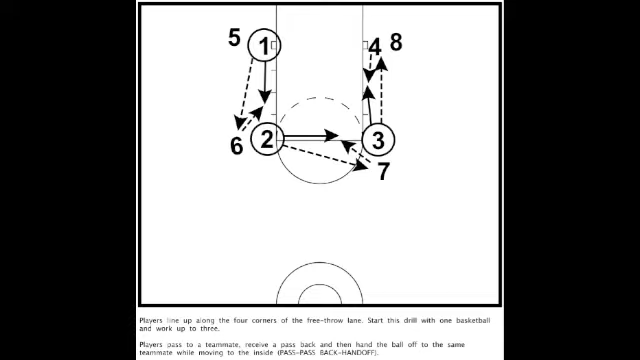 5 1 4 8
6 2 3
7
Players line up along the four corners of the free-throw lane. Start this drill with one basketball
and work up to three.
Players pass to a teammate, receive a pass back and then hand the ball off to the same
teammate while moving to the inside (PASS-PASS BACK-HANDOFF).